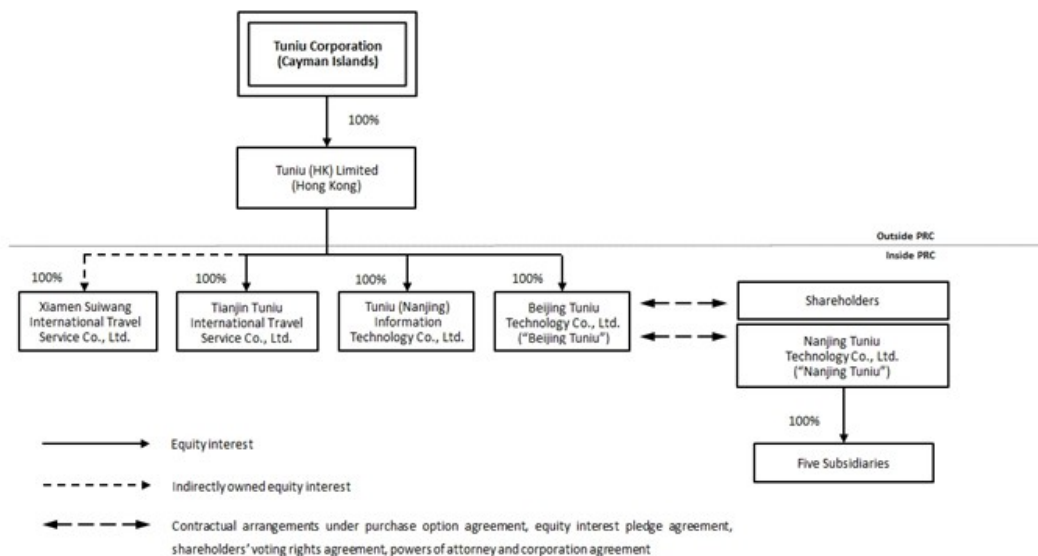 Tuniu Corporation
(Cayman Islands)
100%
Tuniu (HK) Limited
(Hong Kong)
Outside PRC
Inside PRC
100%
100%
100%
100%
Xiamen Suiwang
International Travel
Service Co., Ltd.
Tianjin Tuniu
International Travel
Service Co., Ltd.
Tuniu (Nanjing)
Information
Technology Co., Ltd.
Beijing Tuniu
Technology Co., Ltd.
("Beijing Tuniu")
Shareholders
Nanjing Tuniu
Technology Co., Ltd.
("Nanjing Tuniu")
100%
Five Subsidiaries
Equity interest
Indirectly owned equity interest
Contractual arrangements under purchase option agreement, equity interest pledge agreement,
shareholders' voting rights agreement, powers of attorney and corporation agreement